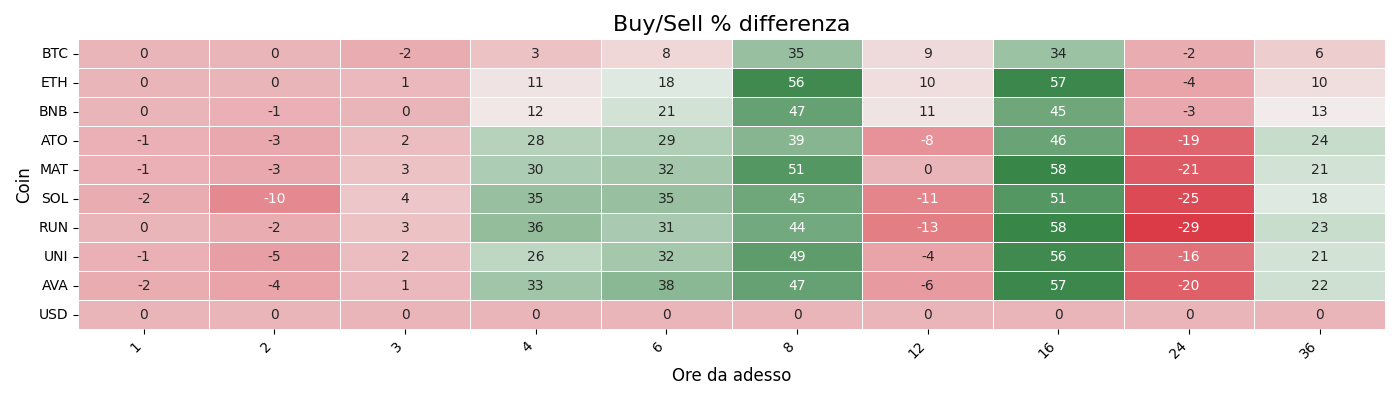 Buy/Sell % differenza
Coin
BTC 0 0 -2 3 8 35 9 34 -2 6
ETH 0 0 1 11 18 56 10 57 -4 10
BNB 0 -1 0 12 21 47 11 45 -3 13
ATO -1 -3 2 28 29 39 -8 46 -19 24
MAT -1 -3 3 30 32 51 0 58 -21 21
SOL -2 -10 4 35 35 45 -11 51 -25 18
RUN 0 -2 3 36 31 44 -13 58 -29 23
UNI -1 -5 2 26 32 49 -4 56 -16 21
AVA -2 -4 1 33 38 47 -6 57 -20 22
USD 0 0 0 0 0 0 0 0 0 0
1 2 3 4 6 8 12 16 24 36
Ore da adesso